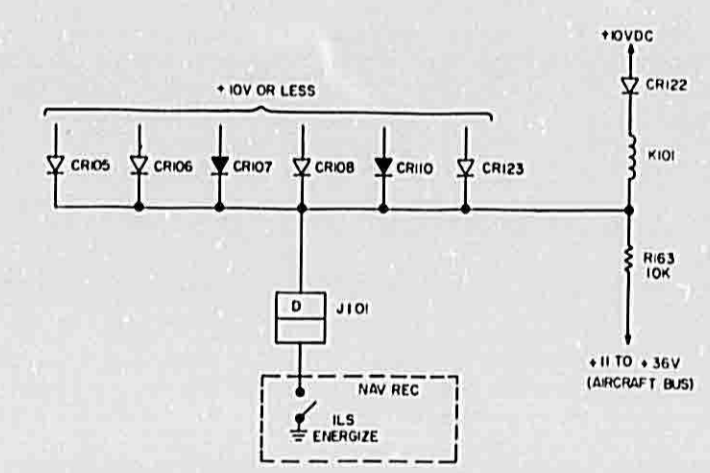 +10VDC
CR122
+10V OR LESS
CR105
CR106
CR107
CR108
CR110
CR123
K101
R163
10K
D
J101
+11 TO +36V
(AIRCRAFT BUS)
NAV REC
ILS
ENERGIZE